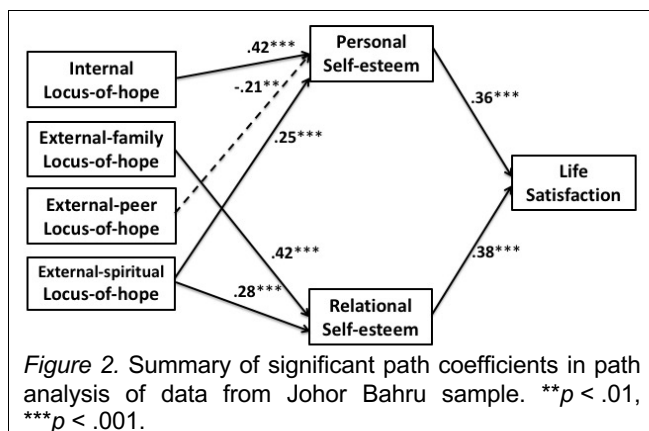 Internal
Locus-of-hope
External-family
Locus-of-hope
External-peer
Locus-of-hope
External-spiritual
Locus-of-hope
.42***
-.21**
.25***
.42***
.28***
Personal
Self-esteem
Relational
Self-esteem
.36***
.38***
Life
Satisfaction
Figure 2. Summary of significant path coefficients in path
analysis of data from Johor Bahru sample. **p < .01,
***p < .001.